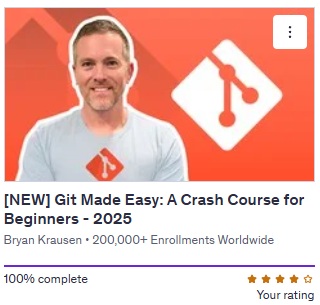 [NEW] Git Made Easy: A Crash Course for
Beginners - 2025
Bryan Krausen • 200,000+ Enrollments Worldwide
100% complete
Your rating